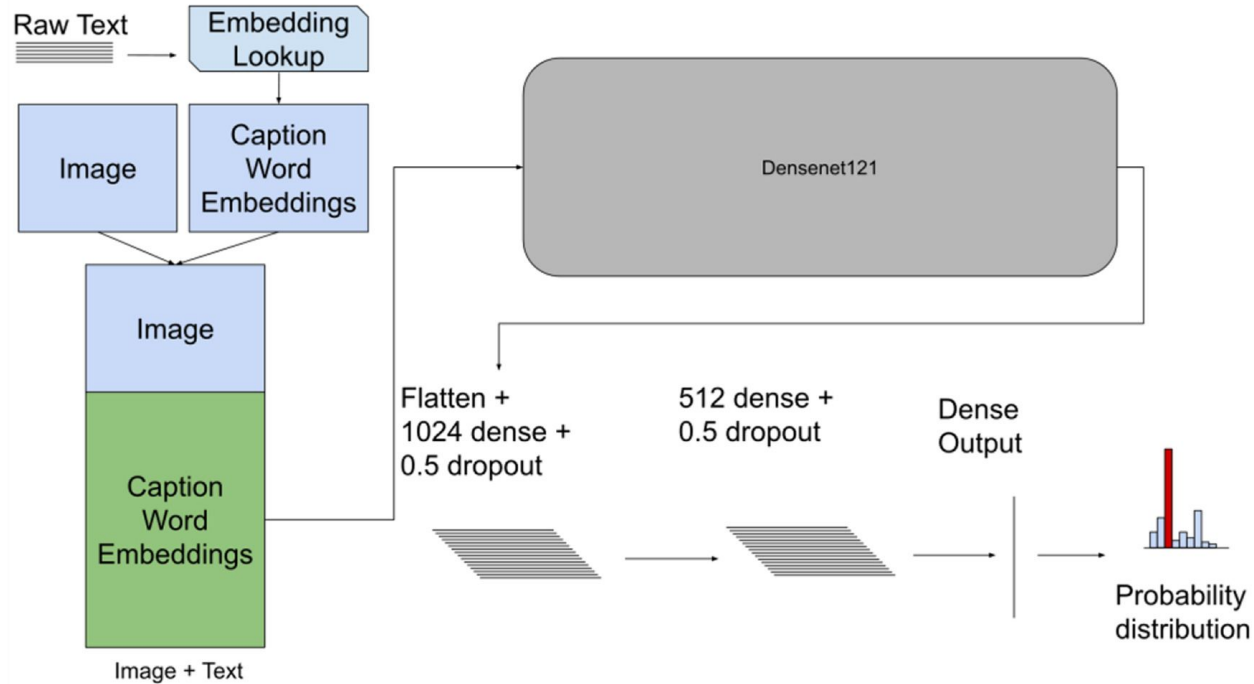 Raw Text
Embedding
Lookup
Image
Caption
Word
Embeddings
Densenet121
Image
Caption
Word
Embeddings
Image + Text
Flatten +
1024 dense +
0.5 dropout
512 dense +
0.5 dropout
Dense
Output
Probability
distribution